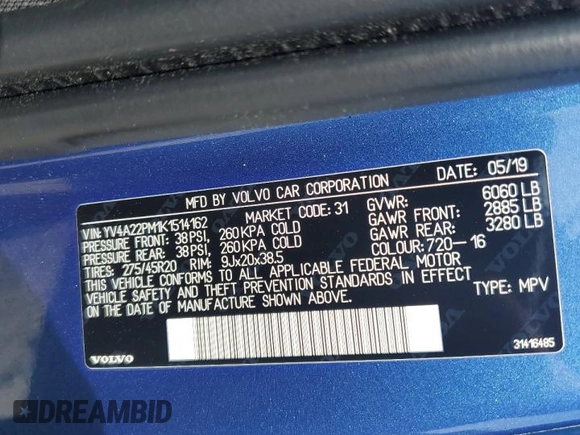 MFD BY VOLVO CAR CORPORATION DATE: 05/19
VIN: YV4A22PM1K1514162 MARKET CODE: 31 GVWR: 6060 LB
PRESSURE FRONT: 38PSI, 260KPA COLD GAWR FRONT: 2885 LB
PRESSURE REAR: 38PSI, 260KPA COLD GAWR REAR: 3280 LB
TIRES: 275/45R20 RIM: 9Jx20x38.5 COLOUR: 720-16
THIS VEHICLE CONFORMS TO ALL APPLICABLE FEDERAL MOTOR
VEHICLE SAFETY AND THEFT PREVENTION STANDARDS IN EFFECT
ON THE DATE OF MANUFACTURE SHOWN ABOVE. TYPE: MPV
VOLVO 31416485
DREAMBID